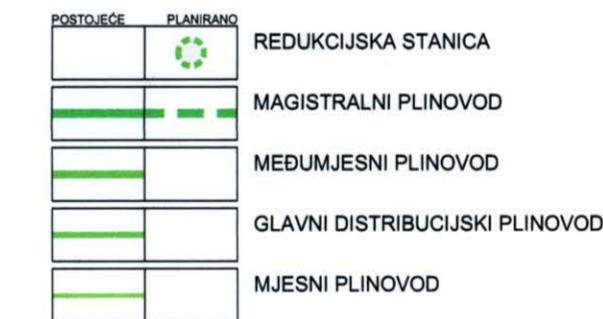 POSTOJEĆE PLANIRANO
REDUKCIJSKA STANICA
MAGISTRALNI PLINOVOD
MEĐUMJESNI PLINOVOD
GLAVNI DISTRIBUCIJSKI PLINOVOD
MJESNI PLINOVOD